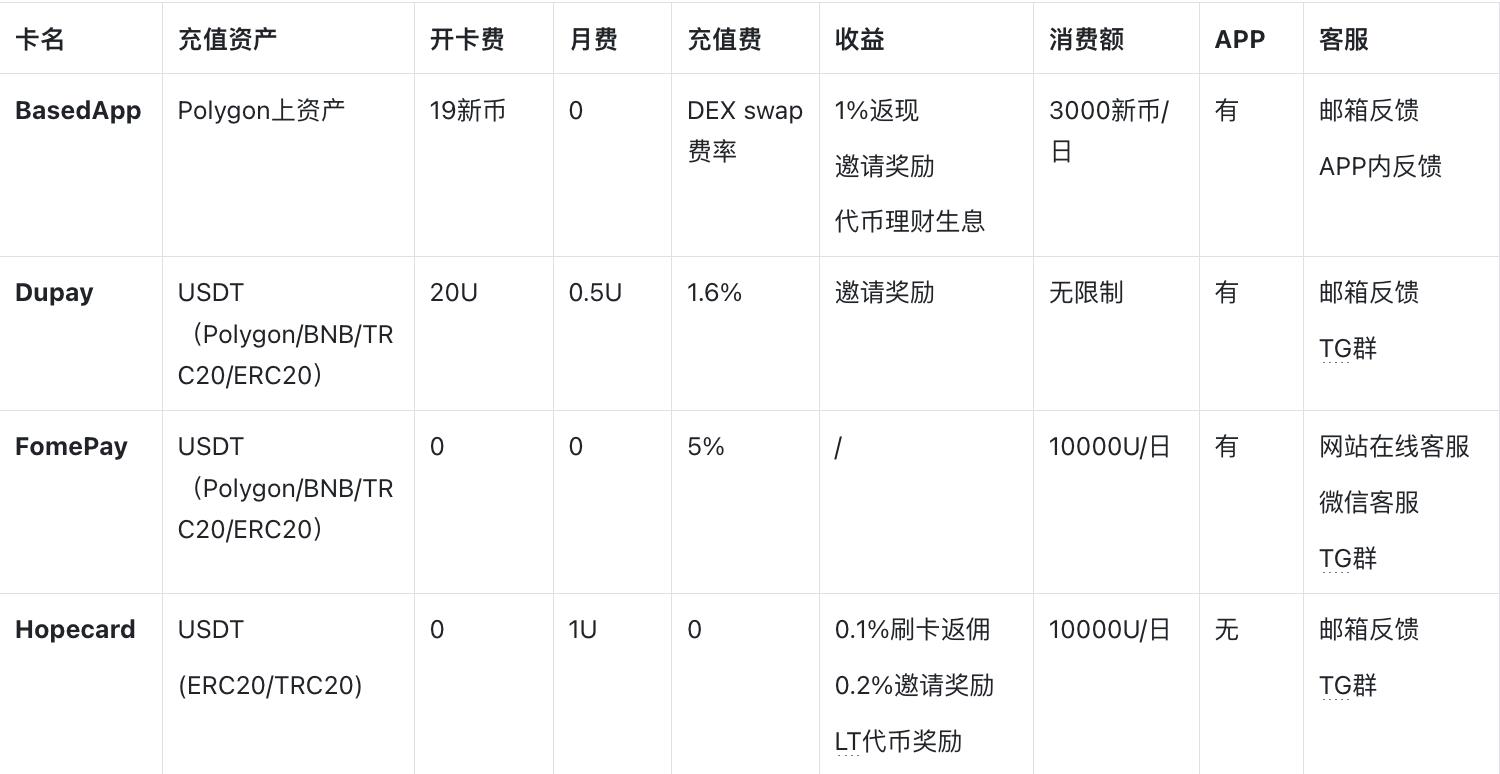 卡名 充值资产 开卡费 月费 充值费 收益 消费额 APP 客服
BasedApp Polygon上资产 19新币 0 DEX swap 1%返现 3000新币/ 有 邮箱反馈
费率 日
邀请奖励 APP内反馈
代币理财生息
Dupay USDT 20U 0.5U 1.6% 邀请奖励 无限制 有 邮箱反馈
（Polygon/BNB/TR TG群
C20/ERC20）
FomePay USDT 0 0 5% / 10000U/日 有 网站在线客服
（Polygon/BNB/TR 微信客服
C20/ERC20）
TG群
Hopecard USDT 0 1U 0 0.1%刷卡返佣 10000U/日 无 邮箱反馈
(ERC20/TRC20) 0.2%邀请奖励 TG群
LT代币奖励